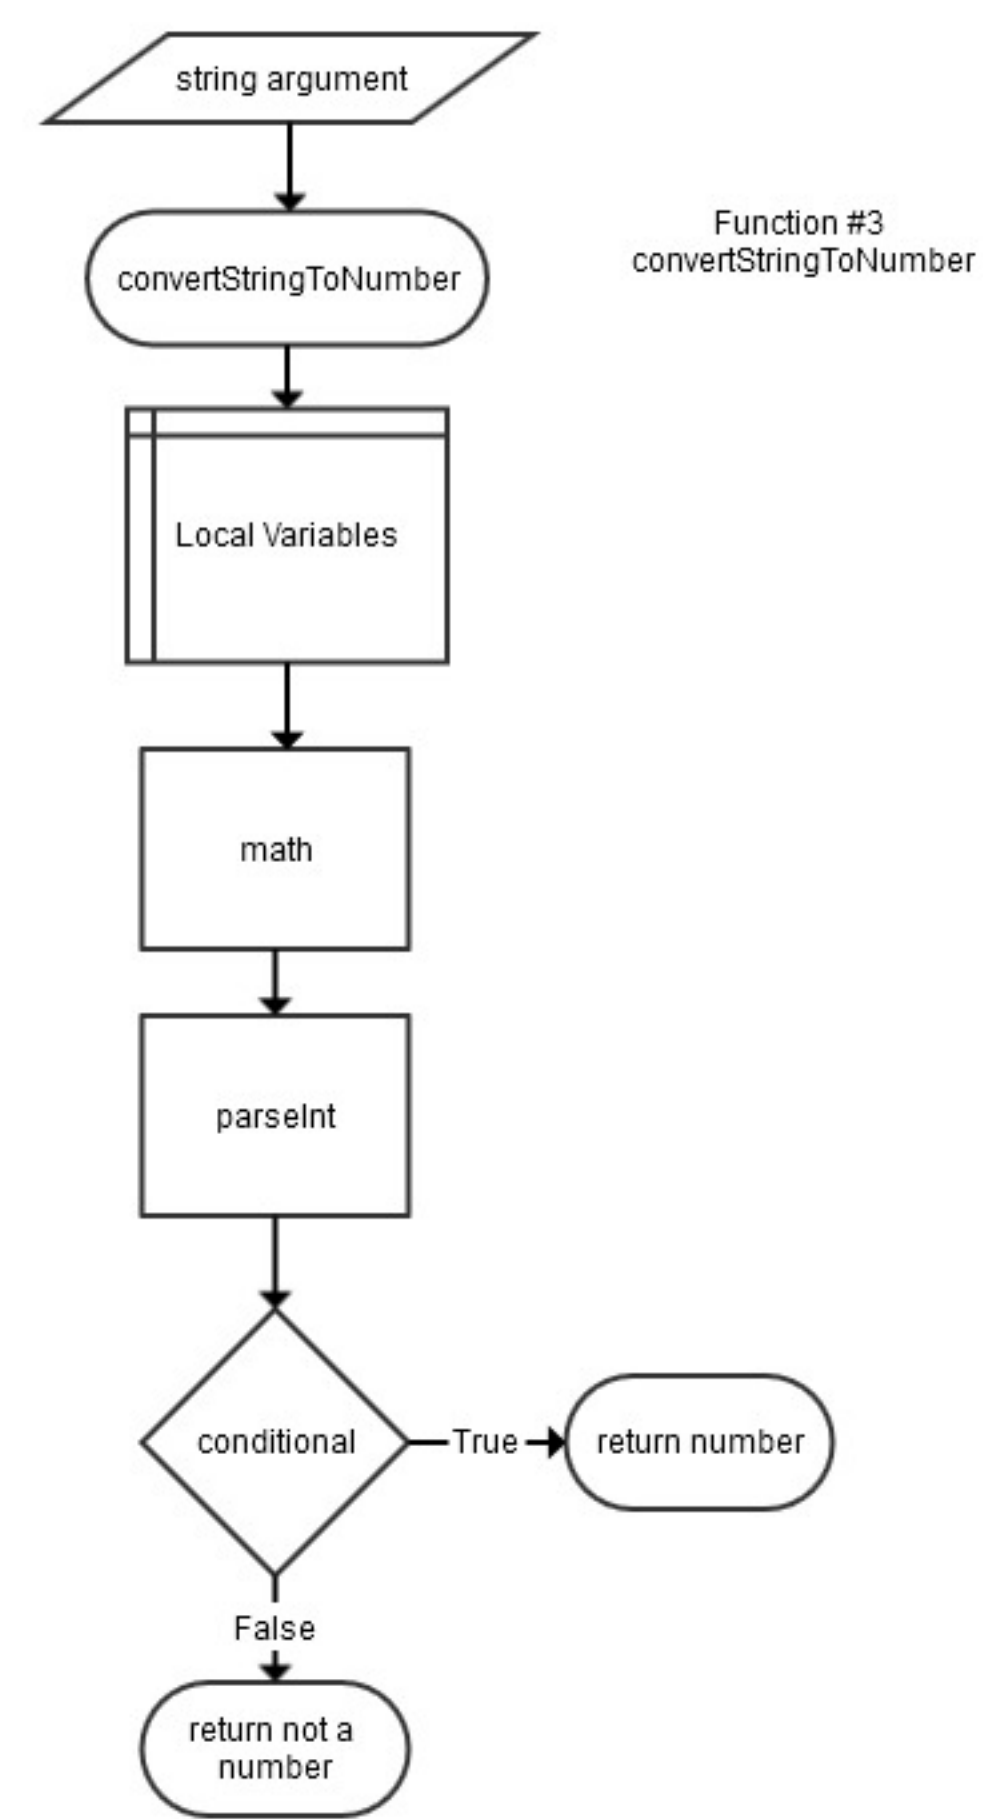 string argument
convertStringToNumber
Function #3
convertStringToNumber
Local Variables
math
parseInt
conditional
True
return number
False
return not a
number